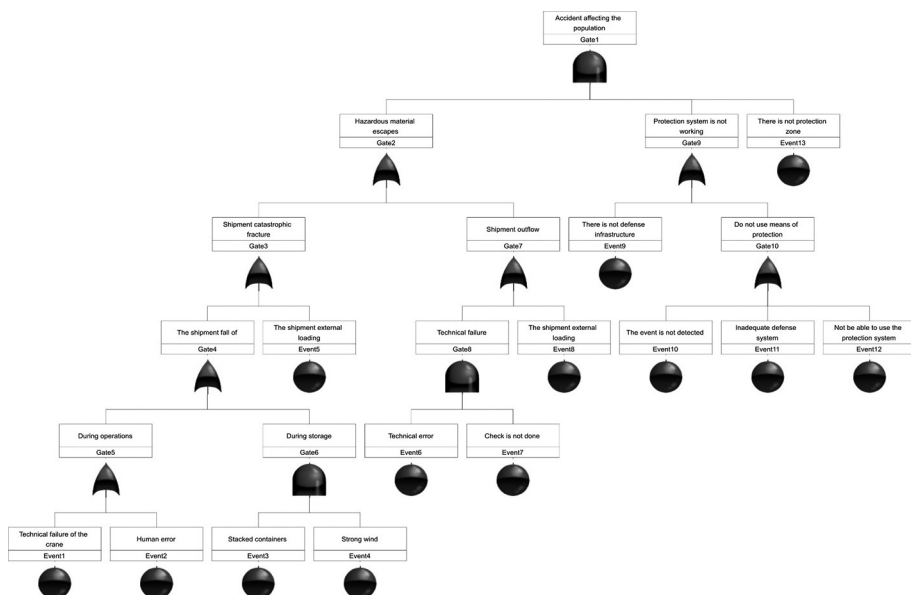 Accident affecting the
population
Gate1
Hazardous material
escapes
Gate2
Protection system is not
working
Gate9
There is not protection
zone
Event13
Shipment catastrophic
fracture
Gate3
Shipment outflow
Gate7
There is not defense
infrastructure
Event9
Do not use means of
protection
Gate10
The shipment fall of
Gate4
The shipment external
loading
Event5
Technical failure
Gate8
The shipment external
loading
Event8
The event is not detected
Event10
Inadequate defense
system
Event11
Not be able to use the
protection system
Event12
During operations
Gate5
During storage
Gate6
Technical error
Event6
Check is not done
Event7
Technical failure of the
crane
Event1
Human error
Event2
Stacked containers
Event3
Strong wind
Event4